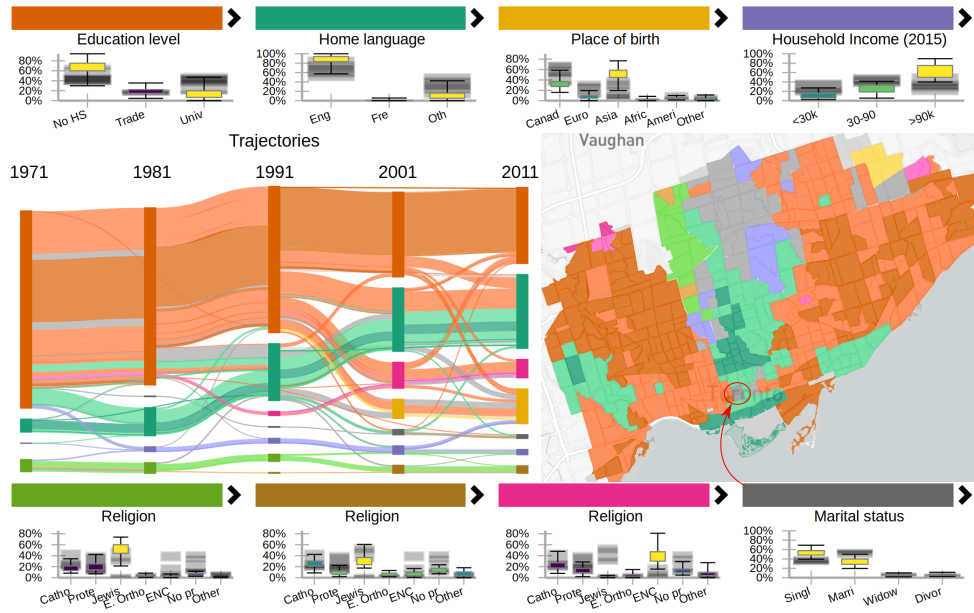 Education level
80%
60%
40%
20%
0%
No HS
Trade
Univ
Home language
100%
80%
60%
40%
20%
0%
Eng
Fre
Oth
Place of birth
80%
60%
40%
20%
0%
Canad
Euro
Asia
Afric
Ameri
Other
Household Income (2015)
100%
80%
60%
40%
20%
0%
<30k
30-90
>90k
Trajectories
1971
1981
1991
2001
2011
Vaughan
Religion
80%
60%
40%
20%
0%
Catho
Prote
Jewis
E. Ortho
ENC
No pr
Other
Religion
80%
60%
40%
20%
0%
Catho
Prote
Jewis
E. Ortho
ENC
No pr
Other
Religion
80%
60%
40%
20%
0%
Catho
Prote
Jewis
E. Ortho
ENC
No pr
Other
Marital status
100%
80%
60%
40%
20%
0%
Singl
Marri
Widow
Divor